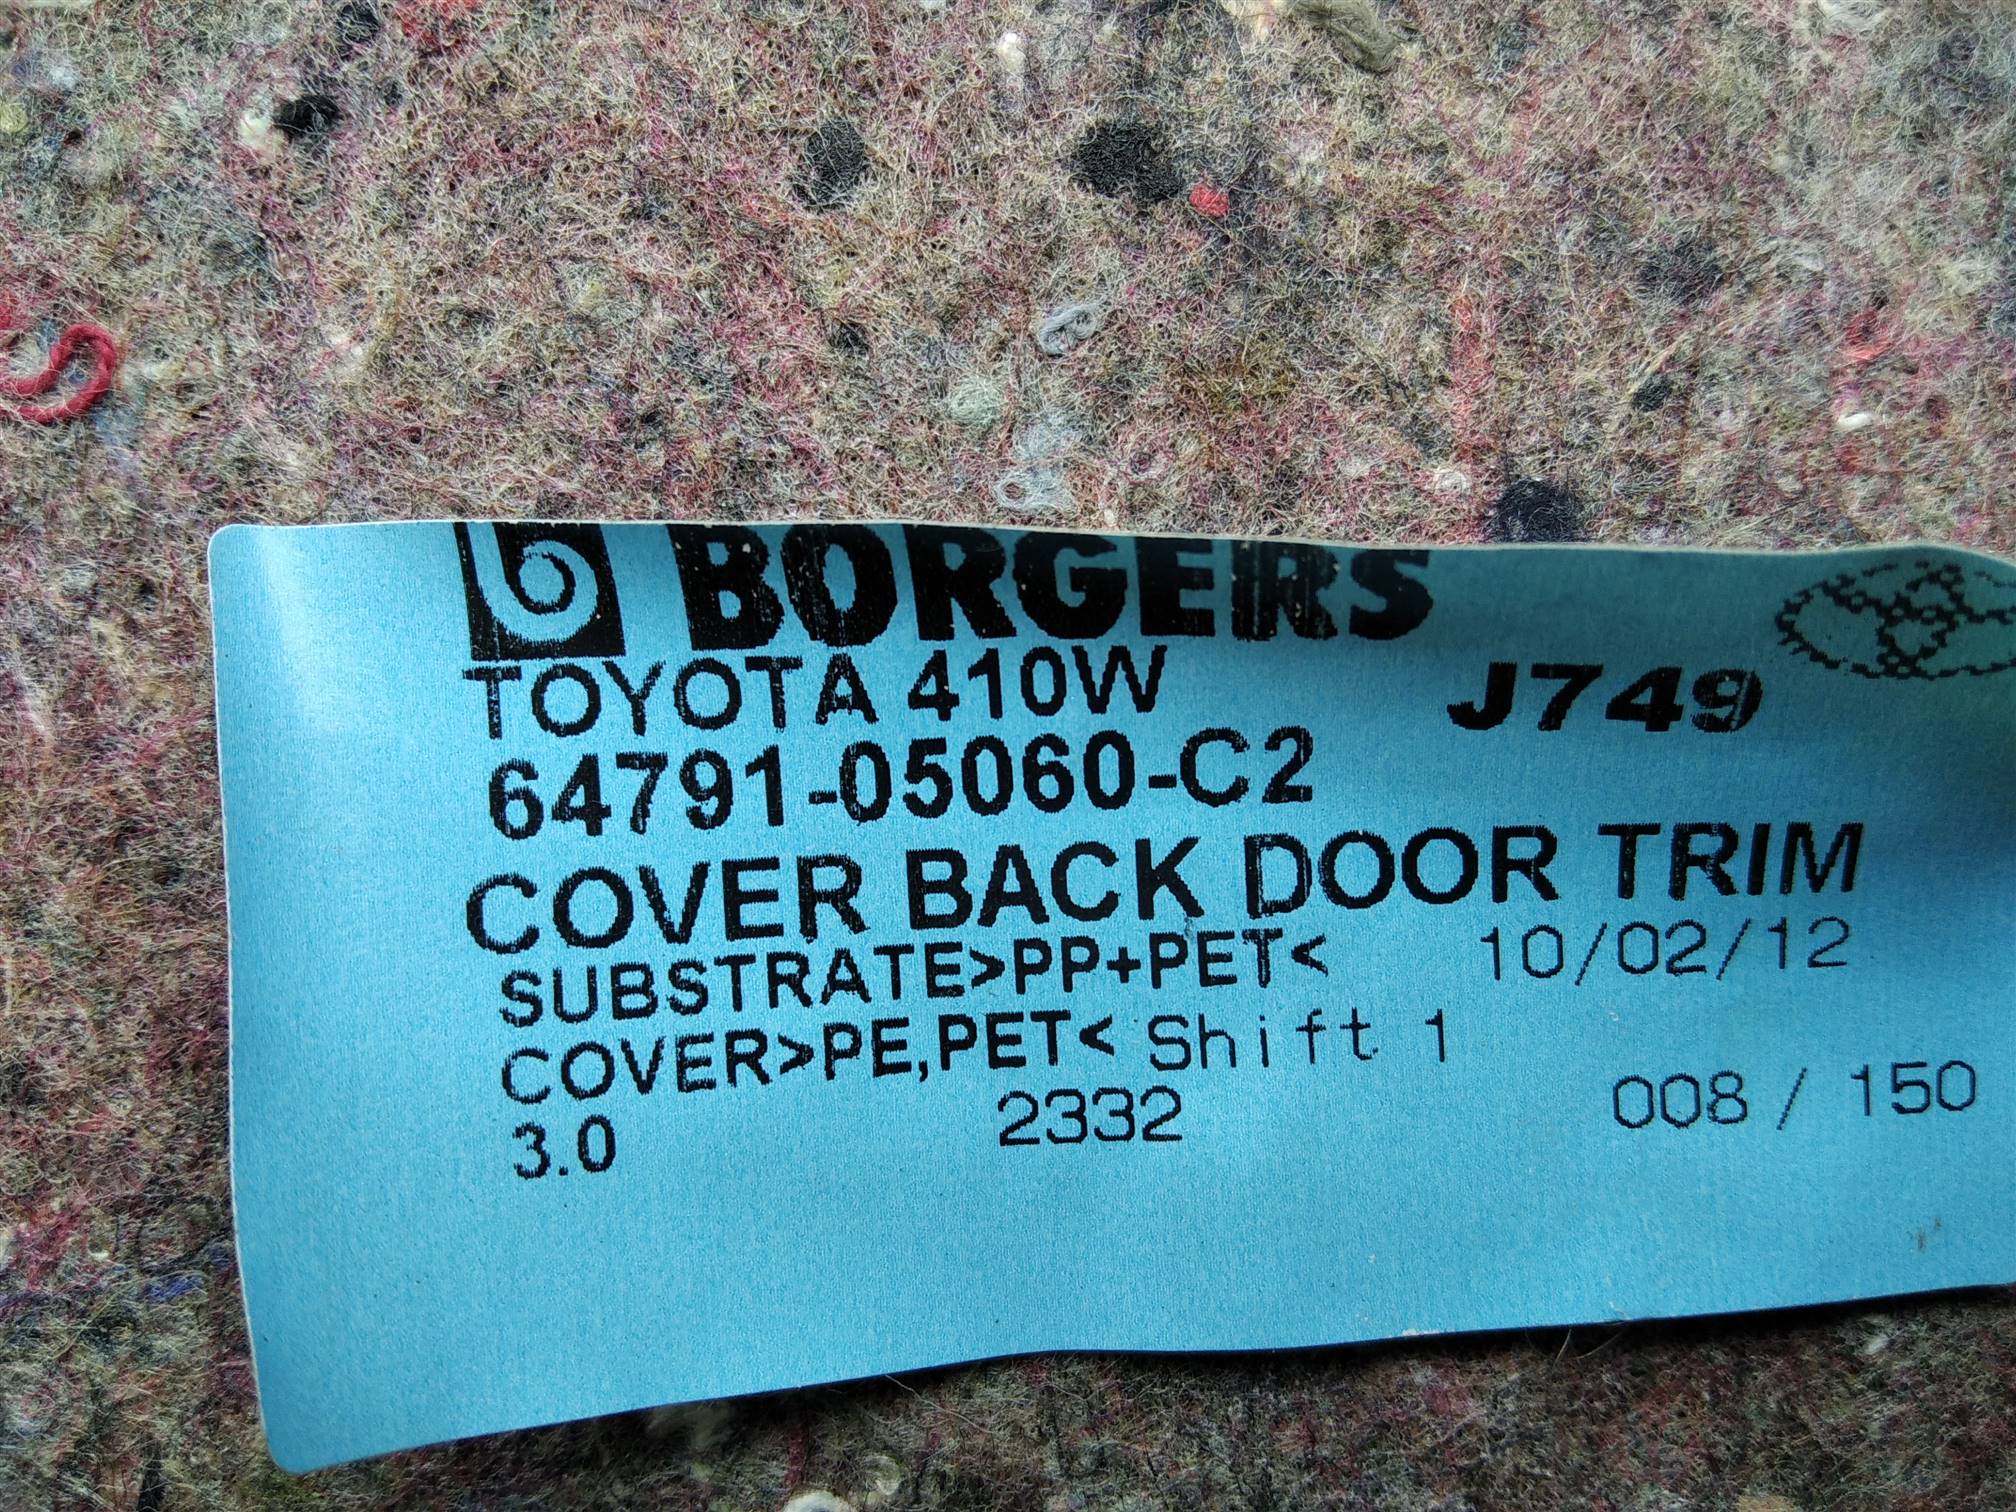 BORGERS
TOYOTA 410W J749
64791-05060-C2
COVER BACK DOOR TRIM
SUBSTRATE>PP+PET< 10/02/12
COVER>PE,PET< Shift 1
3.0 2332 008 / 150